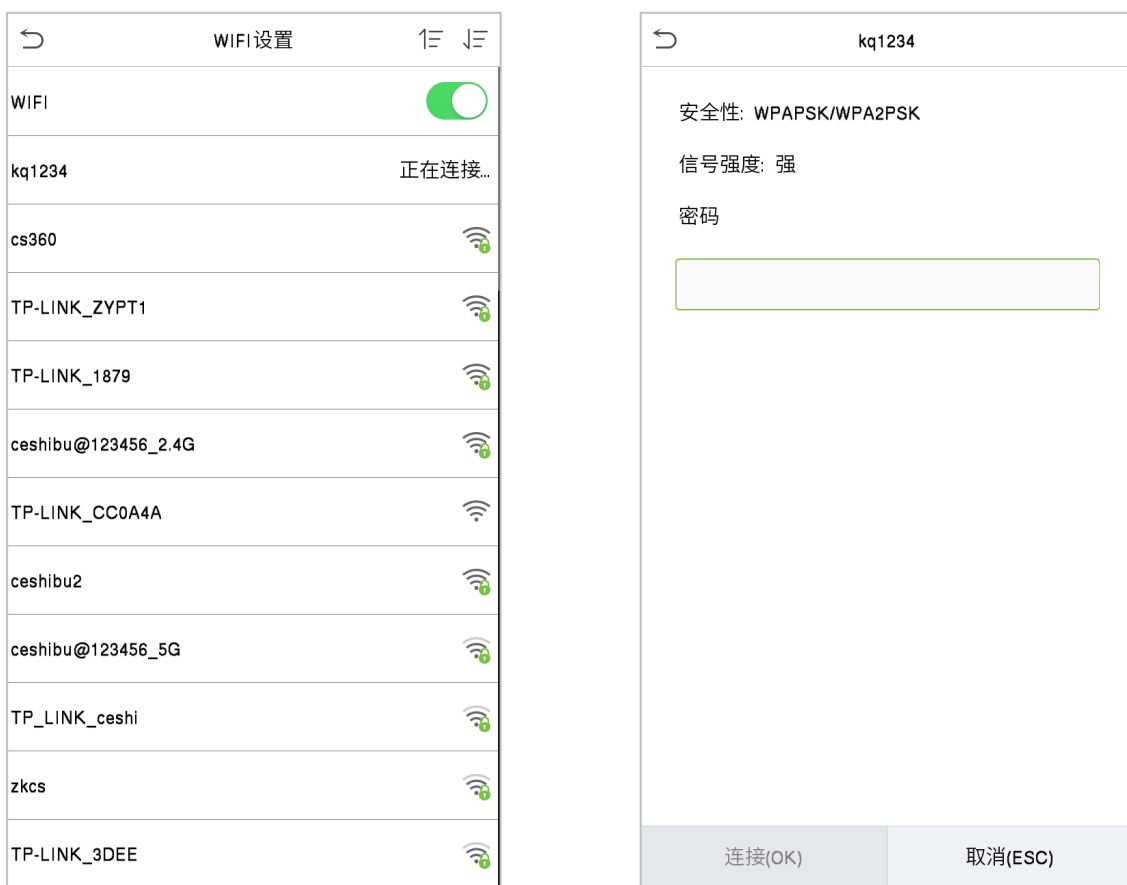 WIFI设置
WIFI
kq1234 正在连接...
cs360
TP-LINK_ZYPT1
TP-LINK_1879
ceshibu@123456_2.4G
TP-LINK_CC0A4A
ceshibu2
ceshibu@123456_5G
TP_LINK_ceshi
zkcs
TP-LINK_3DEE
kq1234
安全性: WPAPSK/WPA2PSK
信号强度: 强
密码
连接(OK) 取消(ESC)